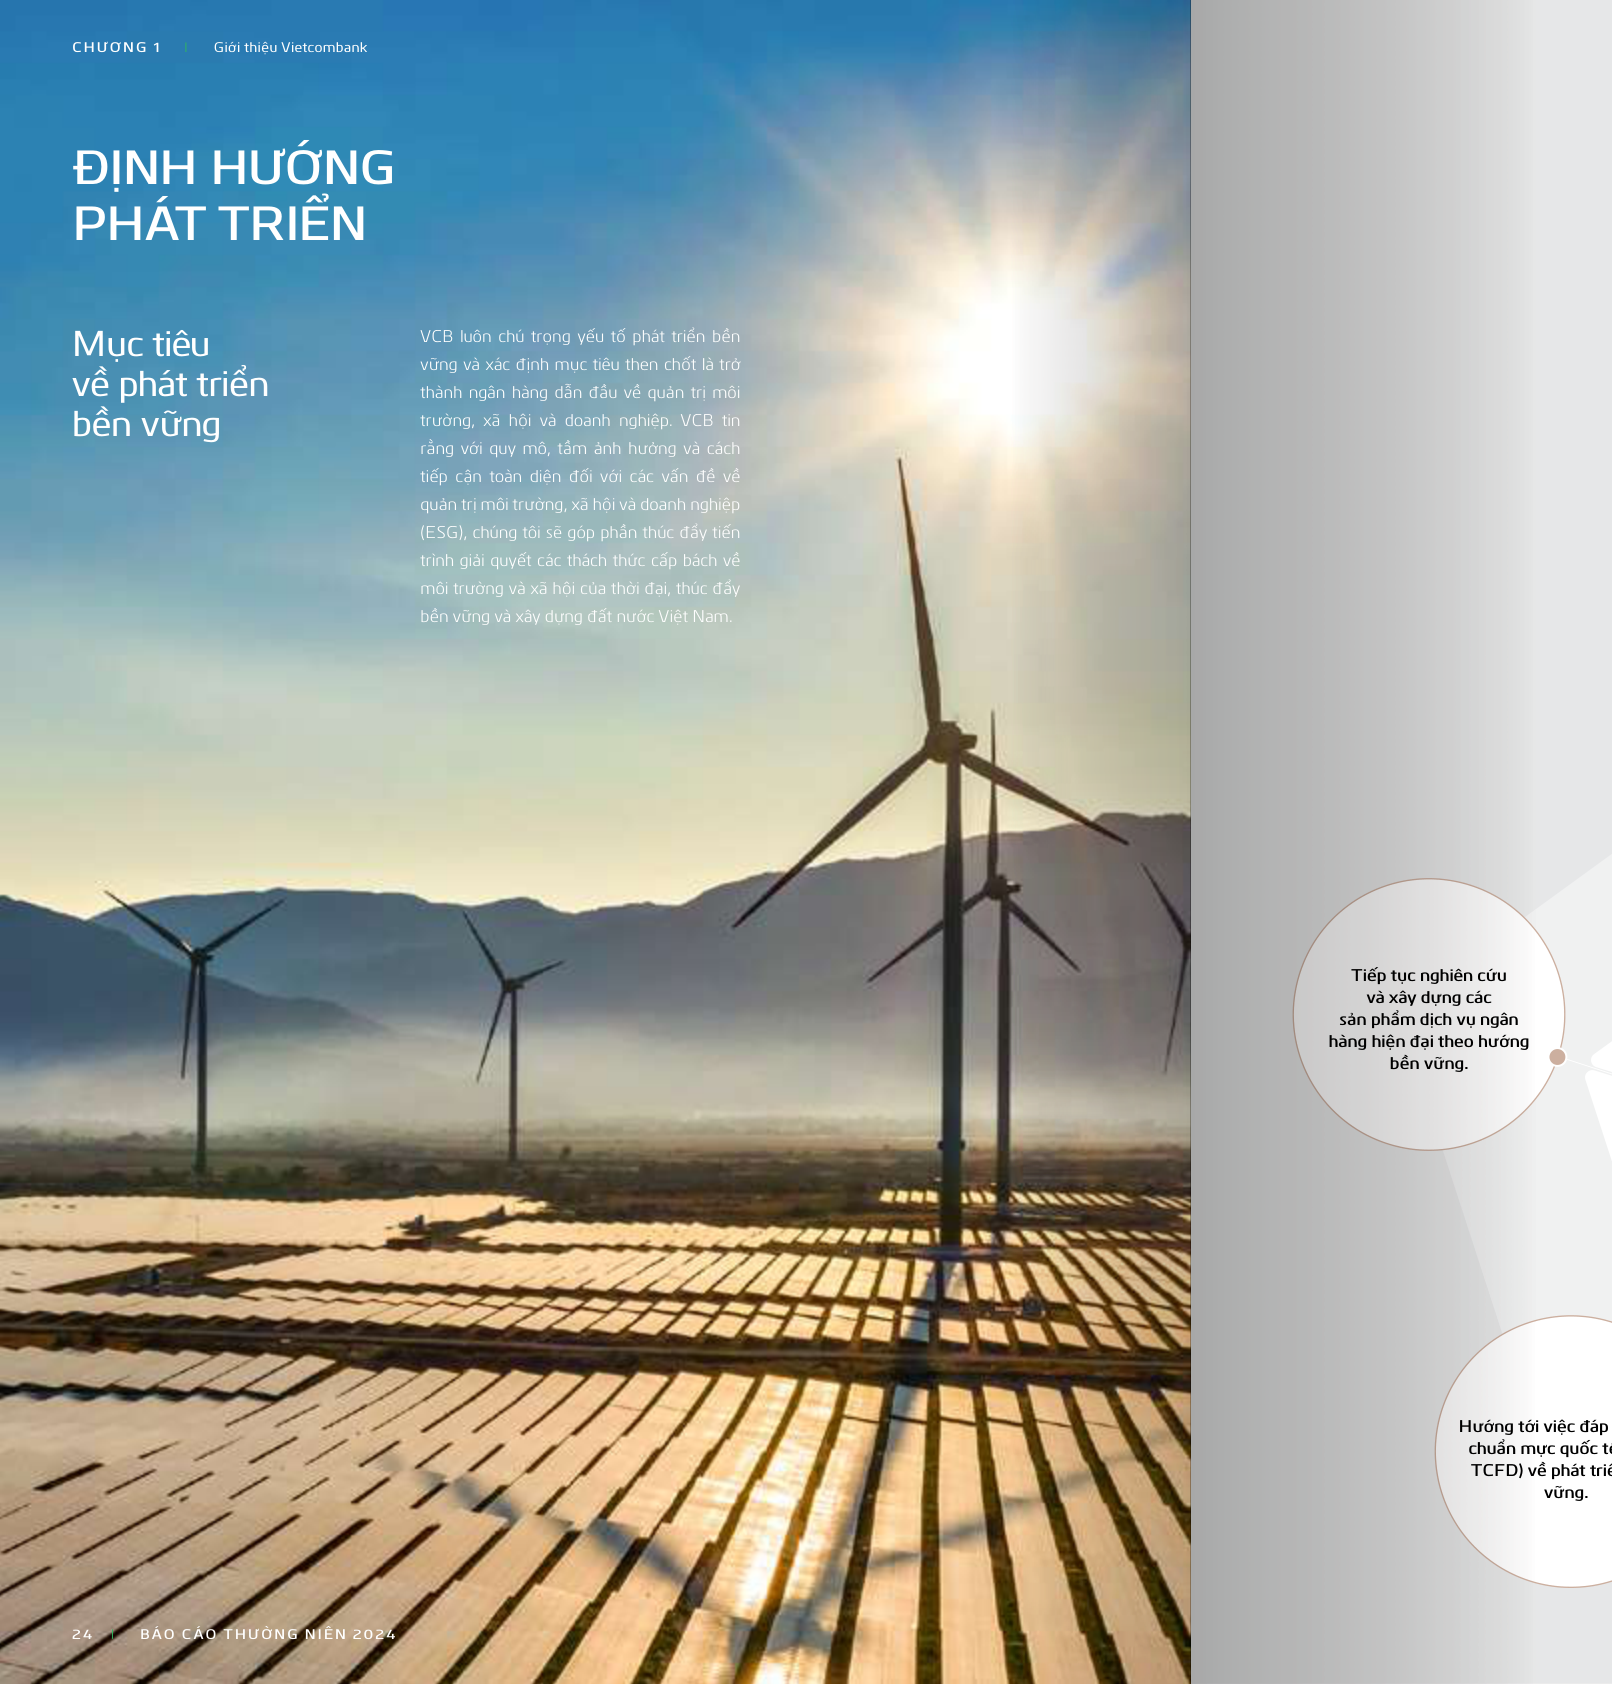 CHƯƠNG 1 | Giới thiệu Vietcombank
ĐỊNH HƯỚNG
PHÁT TRIỂN
Mục tiêu
về phát triển
bền vững
VCB luôn chú trọng yếu tố phát triển bền
vững và xác định mục tiêu then chốt là trở
thành ngân hàng dẫn đầu về quản trị môi
trường, xã hội và doanh nghiệp. VCB tin
rằng với quy mô, tầm ảnh hưởng và cách
tiếp cận toàn diện đối với các vấn đề về
quản trị môi trường, xã hội và doanh nghiệp
(ESG), chúng tôi sẽ góp phần thúc đẩy tiến
trình giải quyết các thách thức cấp bách về
môi trường và xã hội của thời đại, thúc đẩy
bền vững và xây dựng đất nước Việt Nam.
Tiếp tục nghiên cứu
và xây dựng các
sản phẩm dịch vụ ngân
hàng hiện đại theo hướng
bền vững.
Hướng tới việc đáp
chuẩn mực quốc
TCFD) về phát
vững.
24 | BÁO CÁO THƯỜNG NIÊN 2024